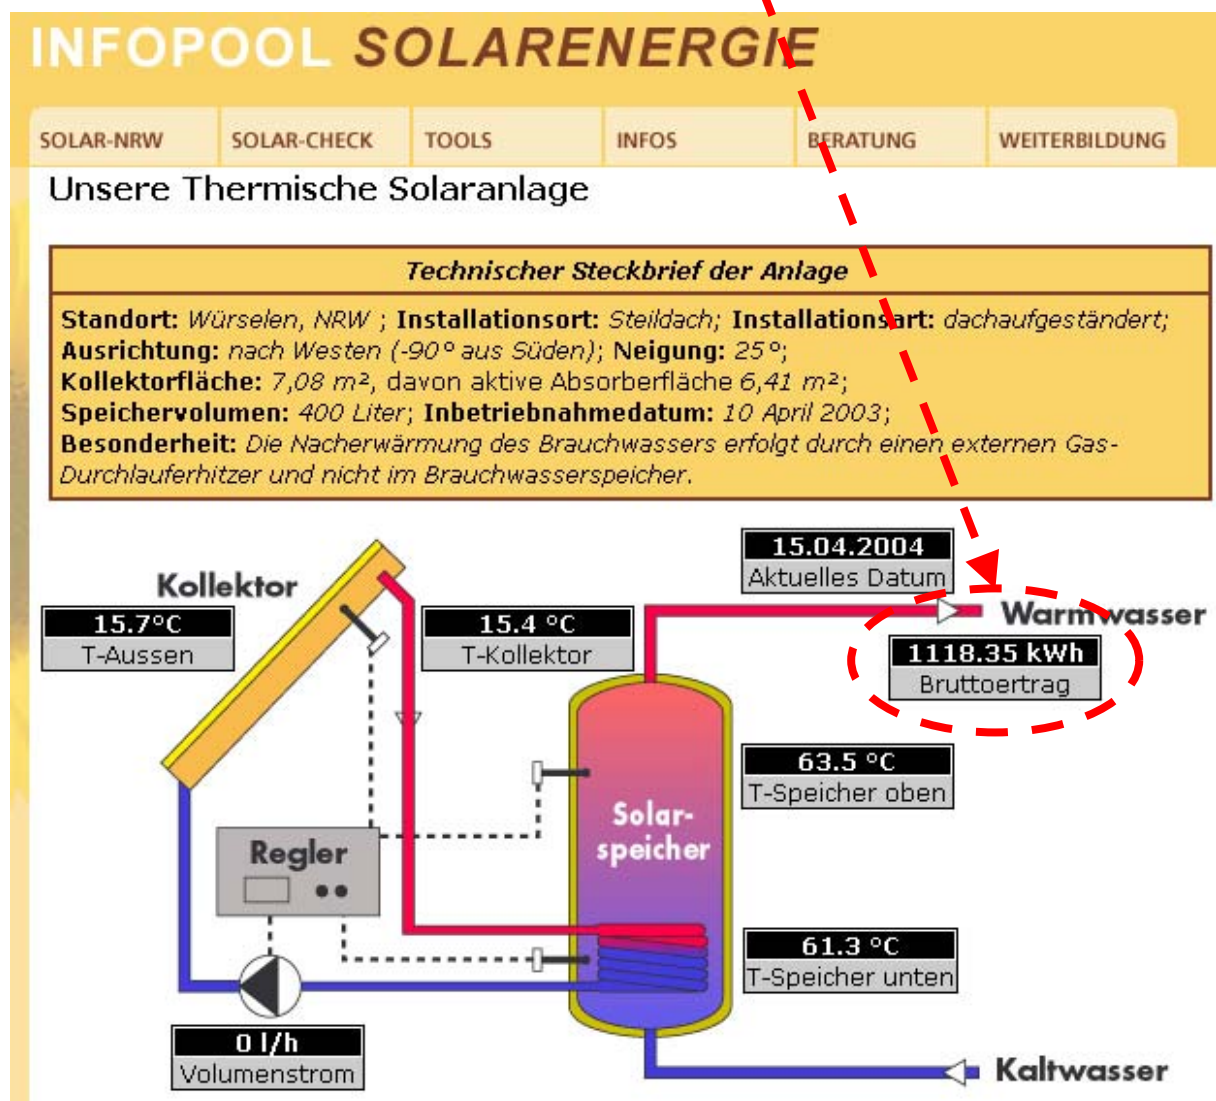 INFOPOOL SOLARENERGIE
SOLAR-NRW SOLAR-CHECK TOOLS INFOS BERATUNG WEITERBILDUNG
Unsere Thermische Solaranlage
Technischer Steckbrief der Anlage
Standort: Würselen, NRW ; Installationsort: Steildach; Installationsart: dachaufgeständert;
Ausrichtung: nach Westen (-90° aus Süden); Neigung: 25°;
Kollektorfläche: 7,08 m², davon aktive Absorberfläche 6,41 m²;
Speichervolumen: 400 Liter; Inbetriebnahmedatum: 10 April 2003;
Besonderheit: Die Nacherwärmung des Brauchwassers erfolgt durch einen externen Gas-
Durchlauferhitzer und nicht im Brauchwasserspeicher.
15.04.2004
Aktuelles Datum
Kollektor
15.7°C
T-Aussen
15.4 °C
T-Kollektor
Warmwasser
1118.35 kWh
Bruttoertrag
63.5 °C
T-Speicher oben
Solar-
speicher
Regler
61.3 °C
T-Speicher unten
0 l/h
Volumenstrom
Kaltwasser